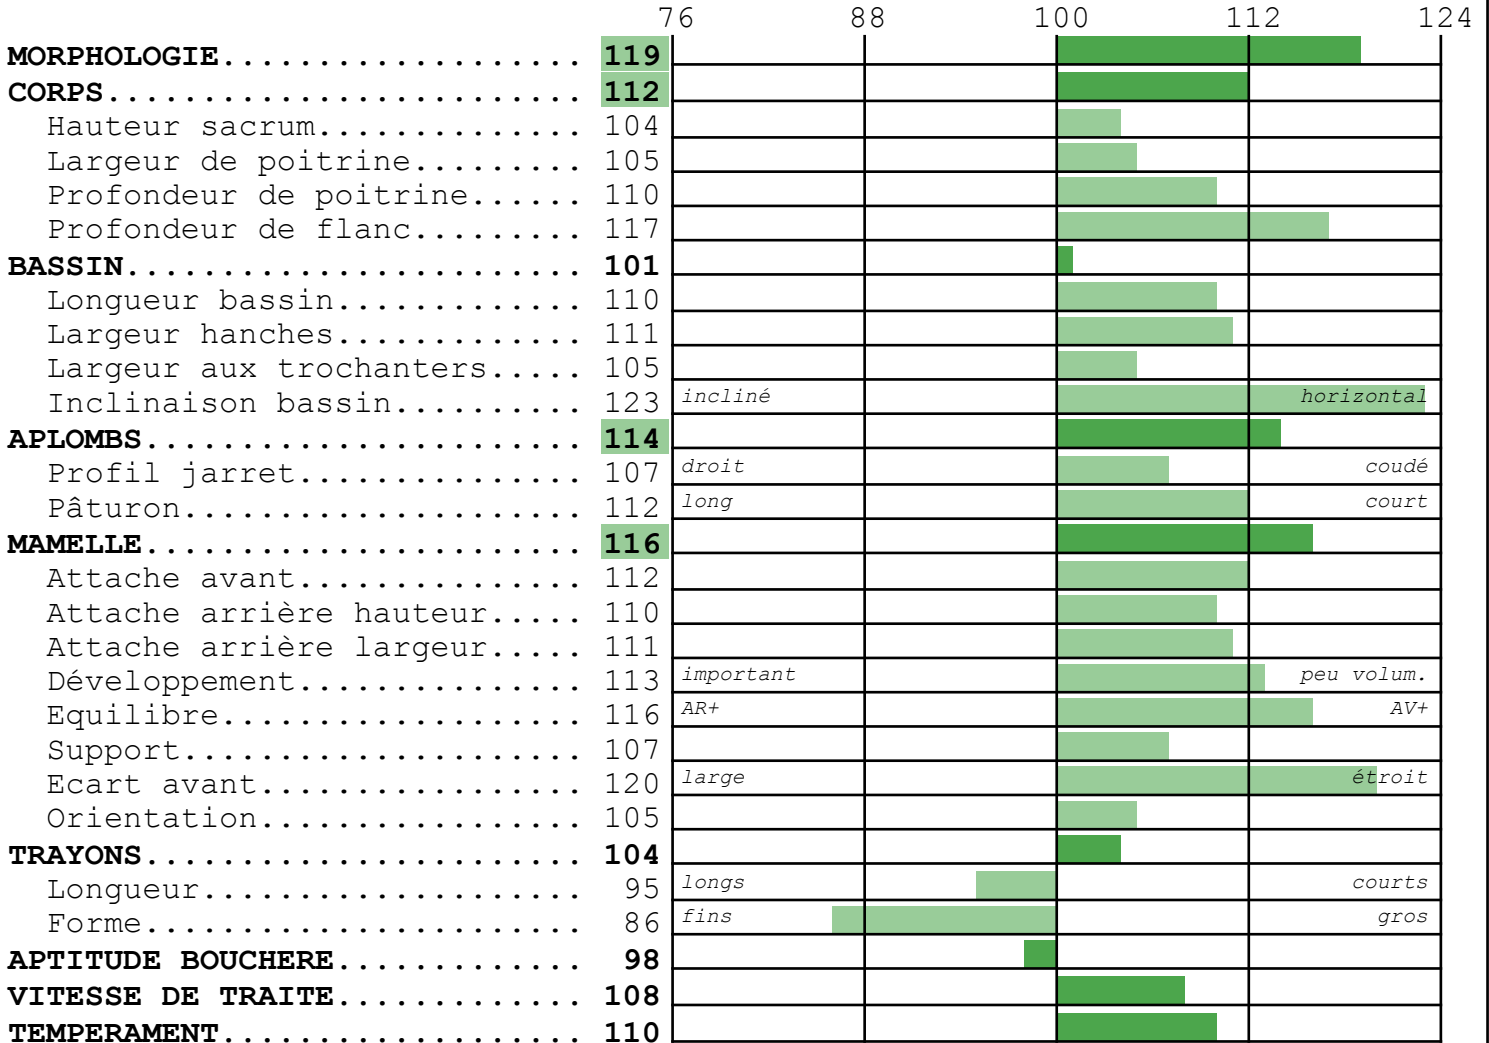 76 88 100 112 124
MORPHOLOGIE................... 119
CORPS......................... 112
Hauteur sacrum.............. 104
Largeur de poitrine......... 105
Profondeur de poitrine...... 110
Profondeur de flanc......... 117
BASSIN........................ 101
Longueur bassin............. 110
Largeur hanches............. 111
Largeur aux trochanters..... 105
Inclinaison bassin.......... 123 incliné horizontal
APLOMBS....................... 114
Profil jarret............... 107 droit coudé
Pâturon..................... 112 long court
MAMELLE....................... 116
Attache avant............... 112
Attache arrière hauteur..... 110
Attache arrière largeur..... 111
Développement............... 113 important peu volum.
Equilibre................... 116 AR+ AV+
Support..................... 107
Ecart avant................. 120 large étroit
Orientation................. 105
TRAYONS....................... 104
Longueur.................... 95 longs courts
Forme....................... 86 fins gros
APTITUDE BOUCHERE............. 98
VITESSE DE TRAITE............. 108
TEMPERAMENT................... 110